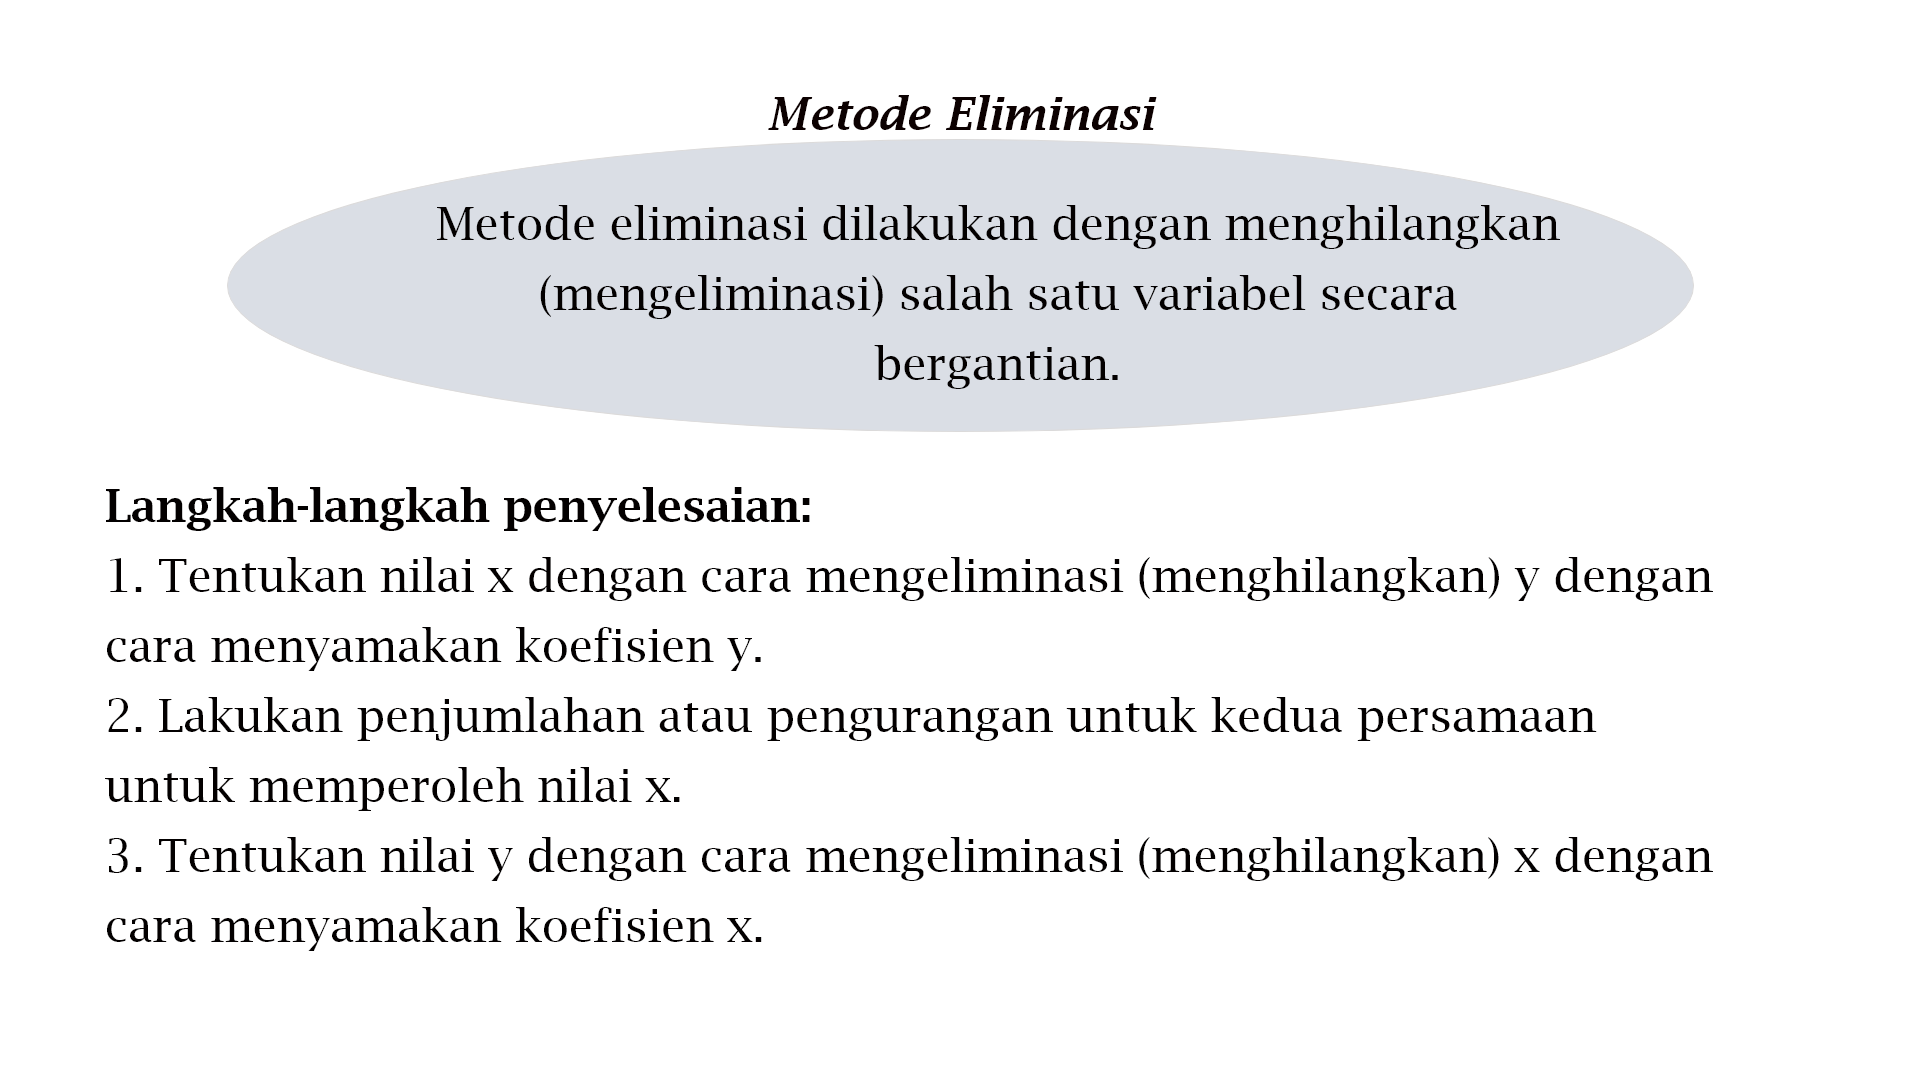 Metode Eliminasi
Metode eliminasi dilakukan dengan menghilangkan
(mengeliminasi) salah satu variabel secara
bergantian.
Langkah-langkah penyelesaian:
1. Tentukan nilai x dengan cara mengeliminasi (menghilangkan) y dengan
cara menyamakan koefisien y.
2. Lakukan penjumlahan atau pengurangan untuk kedua persamaan
untuk memperoleh nilai x.
3. Tentukan nilai y dengan cara mengeliminasi (menghilangkan) x dengan
cara menyamakan koefisien x.